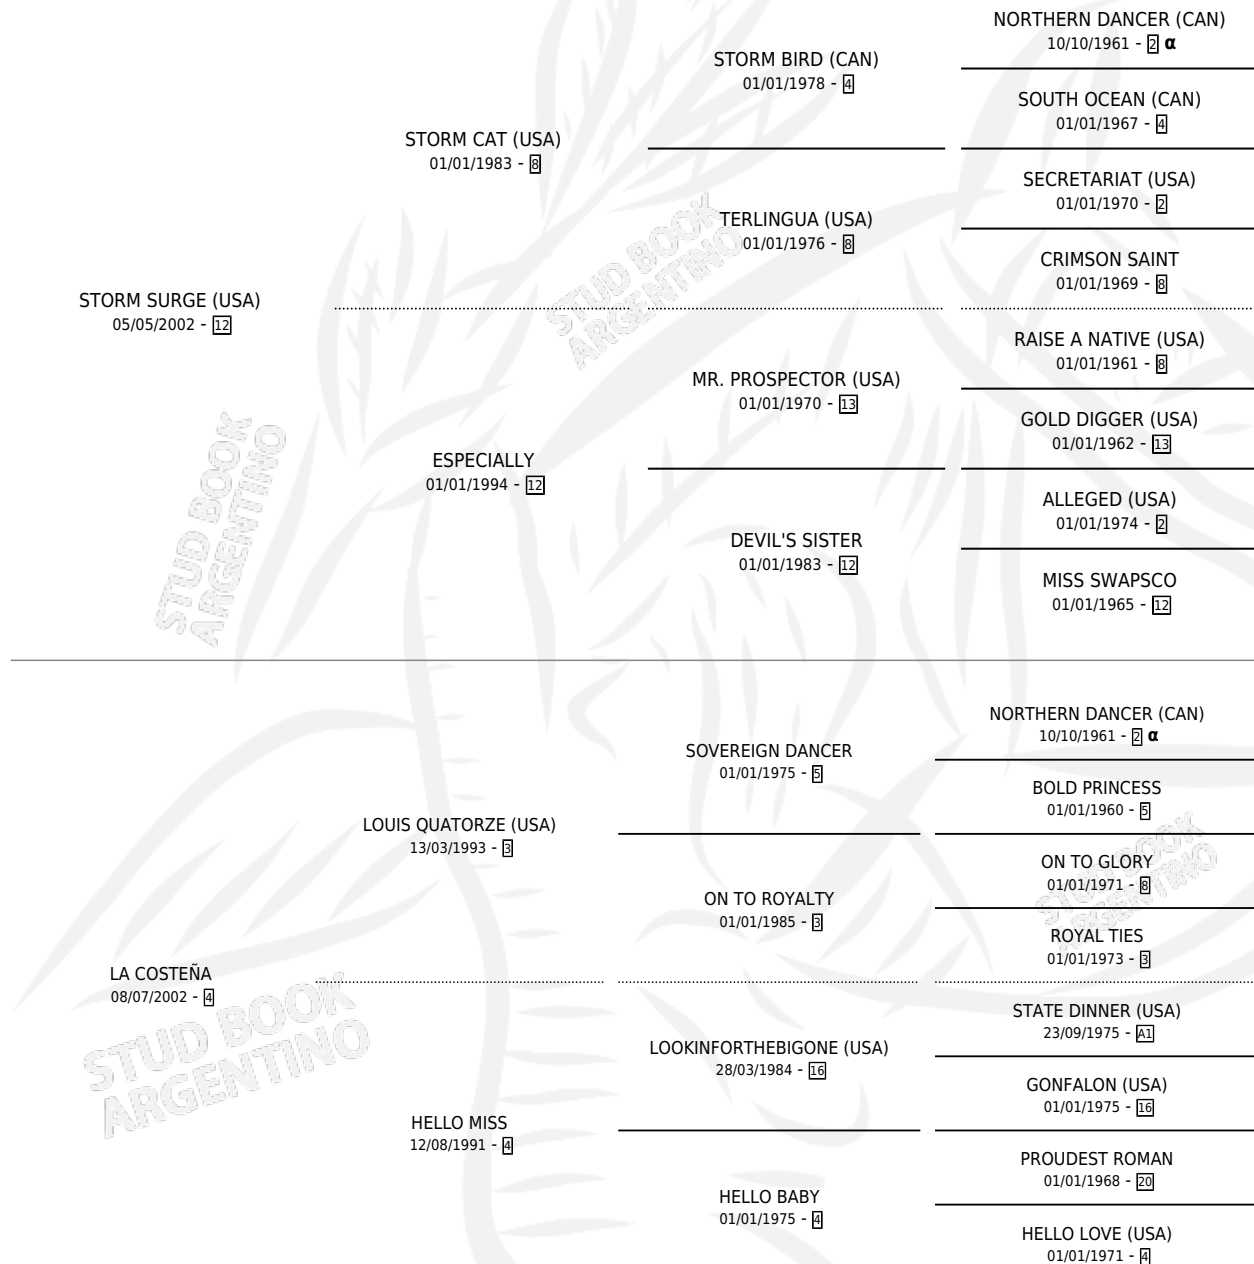 NORTHERN DANCER (CAN)
10/10/1961 - 2 α
STORM BIRD (CAN)
01/01/1978 - 4
SOUTH OCEAN (CAN)
01/01/1967 - 4
STORM CAT (USA)
01/01/1983 - 8
SECRETARIAT (USA)
01/01/1970 - 2
TERLINGUA (USA)
01/01/1976 - 8
CRIMSON SAINT
01/01/1969 - 8
STORM SURGE (USA)
05/05/2002 - 12
RAISE A NATIVE (USA)
01/01/1961 - 8
MR. PROSPECTOR (USA)
01/01/1970 - 13
GOLD DIGGER (USA)
01/01/1962 - 13
ESPECIALLY
01/01/1994 - 12
ALLEGED (USA)
01/01/1974 - 2
DEVIL'S SISTER
01/01/1983 - 12
MISS SWAPSCO
01/01/1965 - 12
NORTHERN DANCER (CAN)
10/10/1961 - 2 α
SOVEREIGN DANCER
01/01/1975 - 5
BOLD PRINCESS
01/01/1960 - 5
LOUIS QUATORZE (USA)
13/03/1993 - 3
ON TO GLORY
01/01/1971 - 8
ON TO ROYALTY
01/01/1985 - 3
ROYAL TIES
01/01/1973 - 3
LA COSTEÑA
08/07/2002 - 4
STATE DINNER (USA)
23/09/1975 - A1
LOOKINFORTHEBIGONE (USA)
28/03/1984 - 16
GONFALON (USA)
01/01/1975 - 16
HELLO MISS
12/08/1991 - 4
PROUDEST ROMAN
01/01/1968 - 20
HELLO BABY
01/01/1975 - 4
HELLO LOVE (USA)
01/01/1971 - 4
STUD BOOK
ARGENTINO
STUD BOOK
ARGENTINO
STUD BOOK
ARGENTINO
STUD BOOK
ARGENTINO